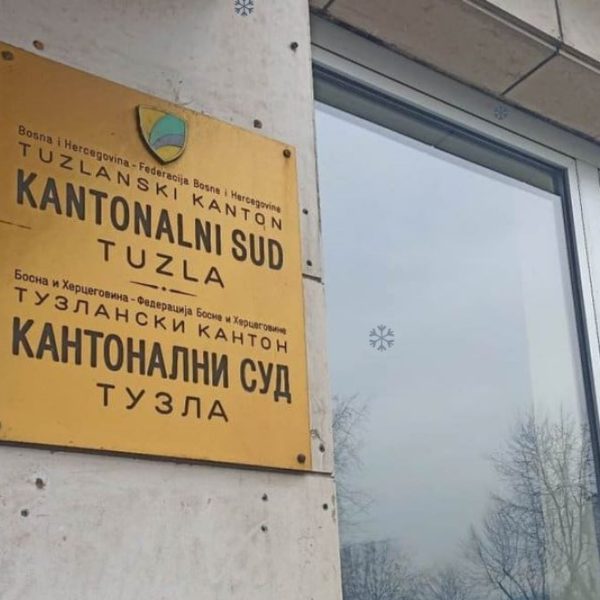 Bosna i Hercegovina - Federacija Bosne i Hercegovine
TUZLANSKI KANTON
KANTONALNI SUD
TUZLA
Босна и Херцеговина - Федерација Босне и Херцеговине
ТУЗЛАНСКИ КАНТОН
КАНТОНАЛНИ СУД
ТУЗЛА